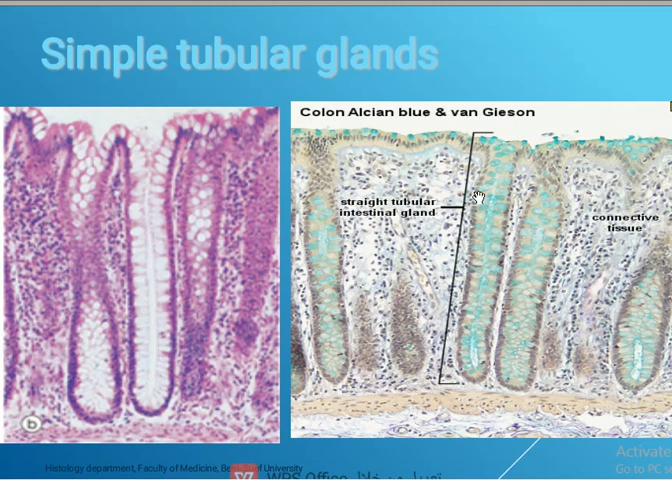 Simple tubular glands
Colon Alcian blue & van Gieson
straight tubular
intestinal gland
connective
tissue
b
Histology department, Faculty of Medicine, University
WPS Office
Activate
Go to PC se